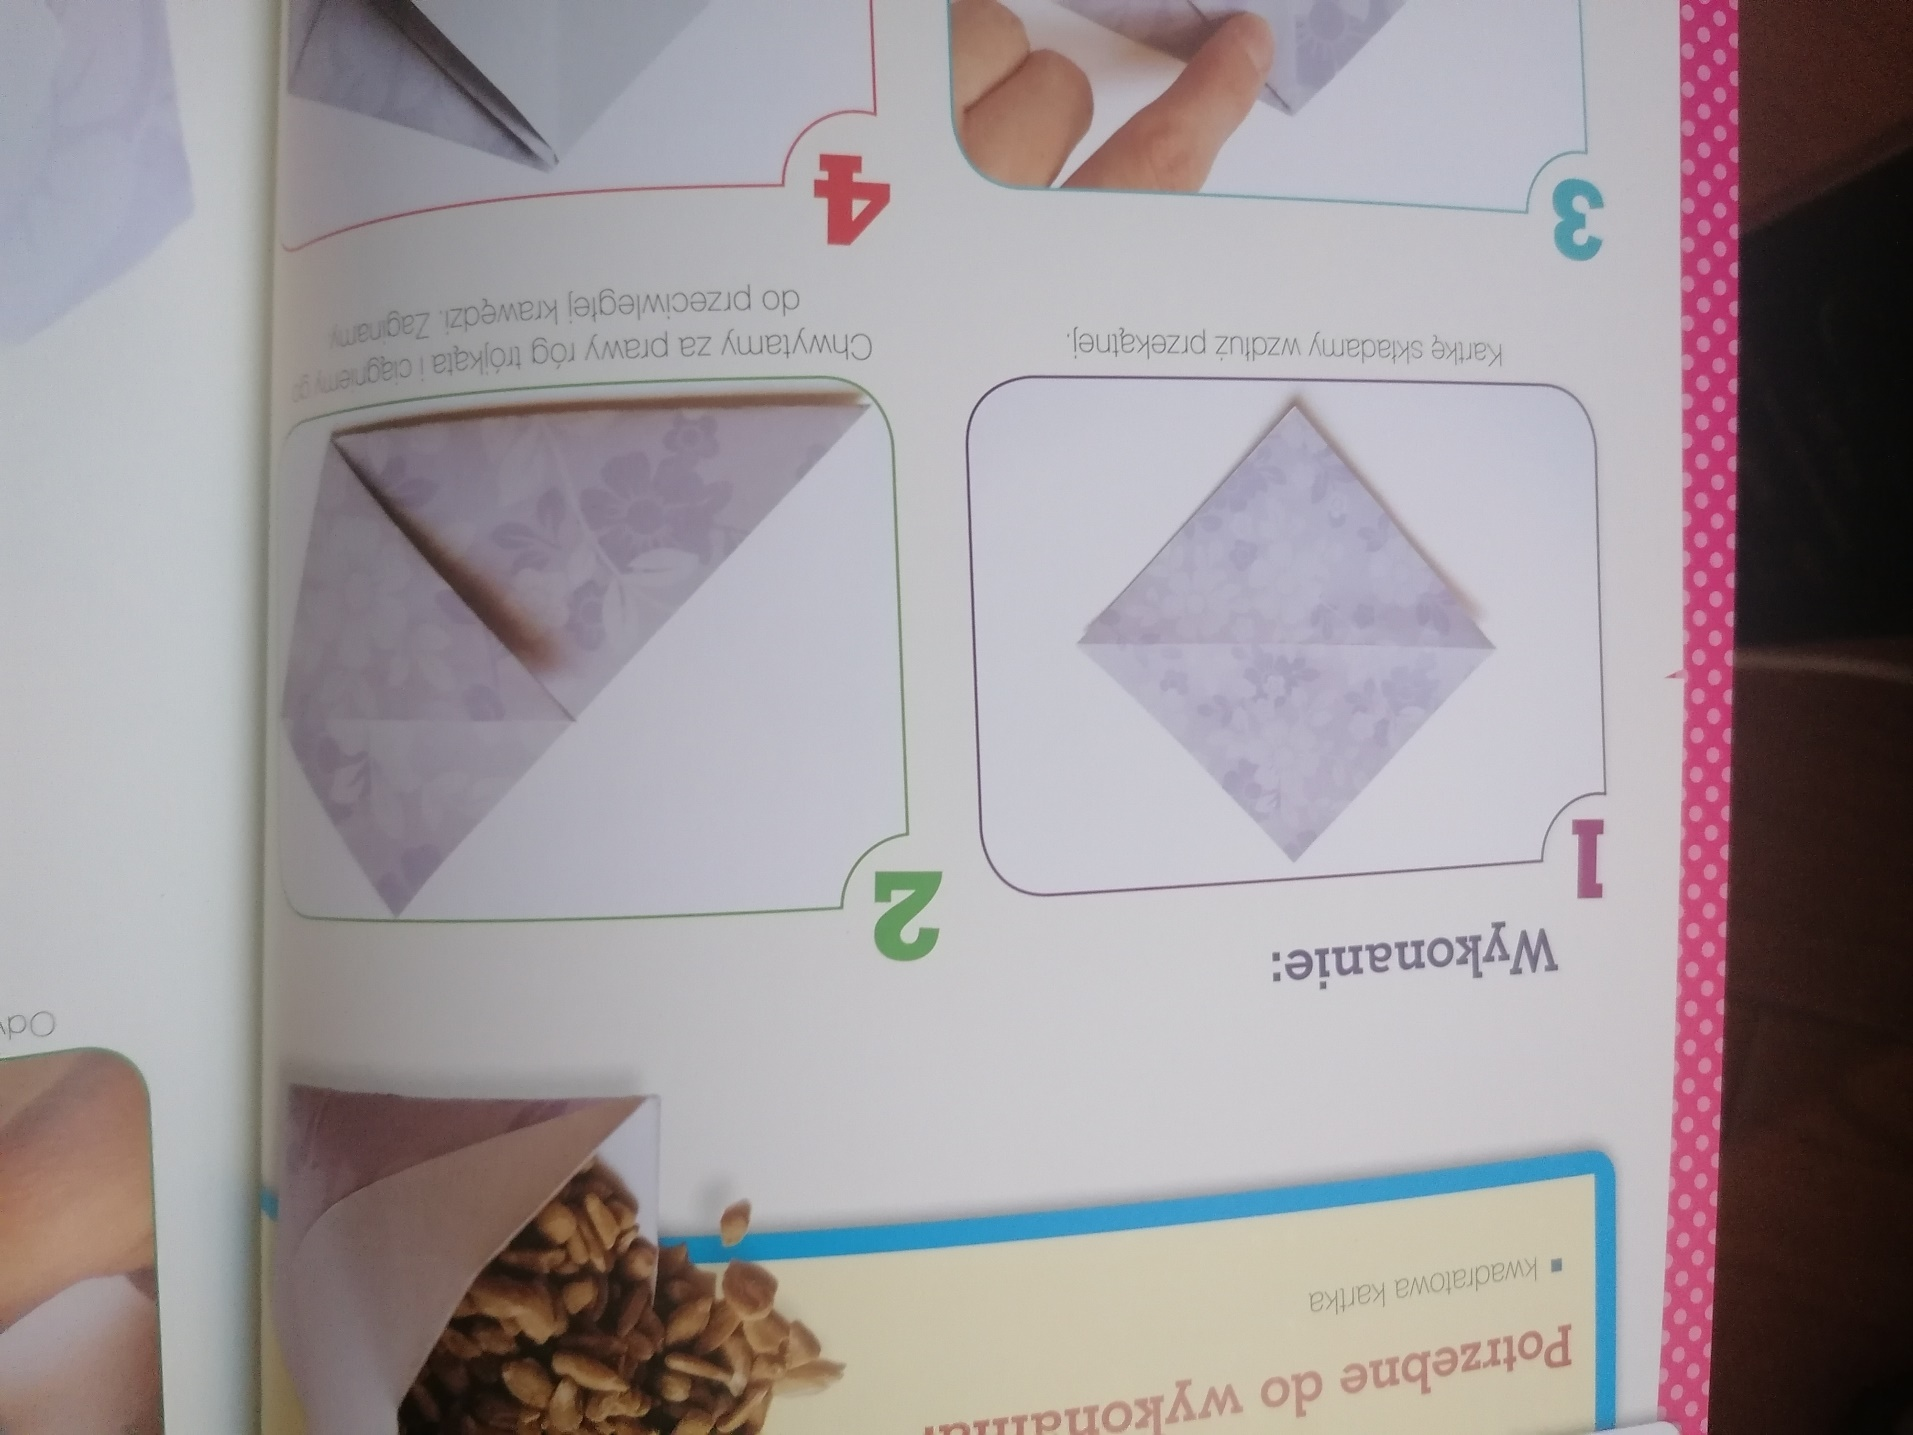 Potrzebne do wykonania:
▪ kwadratowa kartka
Wykonanie:
1
Kartkę składamy wzdłuż przekątnej.
2
Chwytamy za prawy róg trójkąta i ciągniemy go
do przeciwległej krawędzi. Zaginamy
3
4